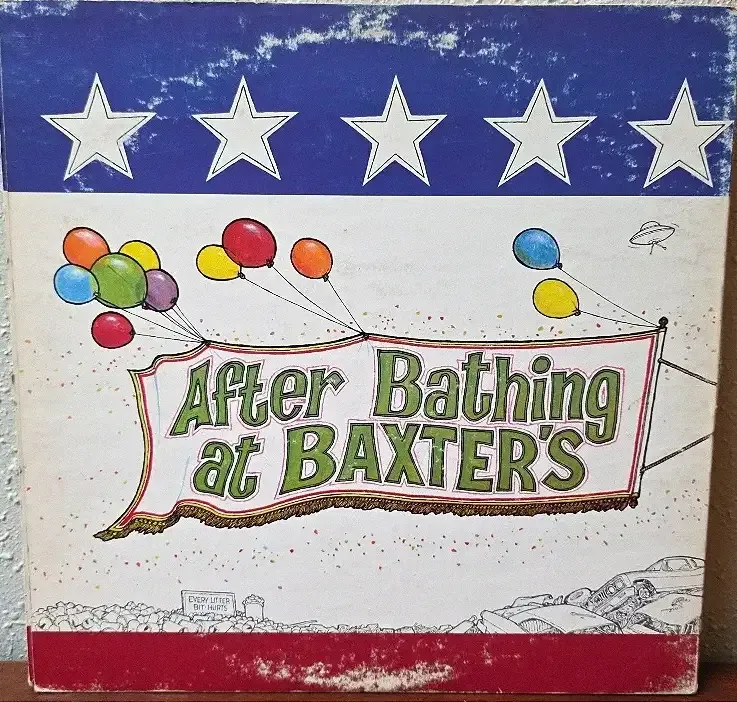 After Bathing
at BAXTER'S
EVERY LITTER
BIT HURTS